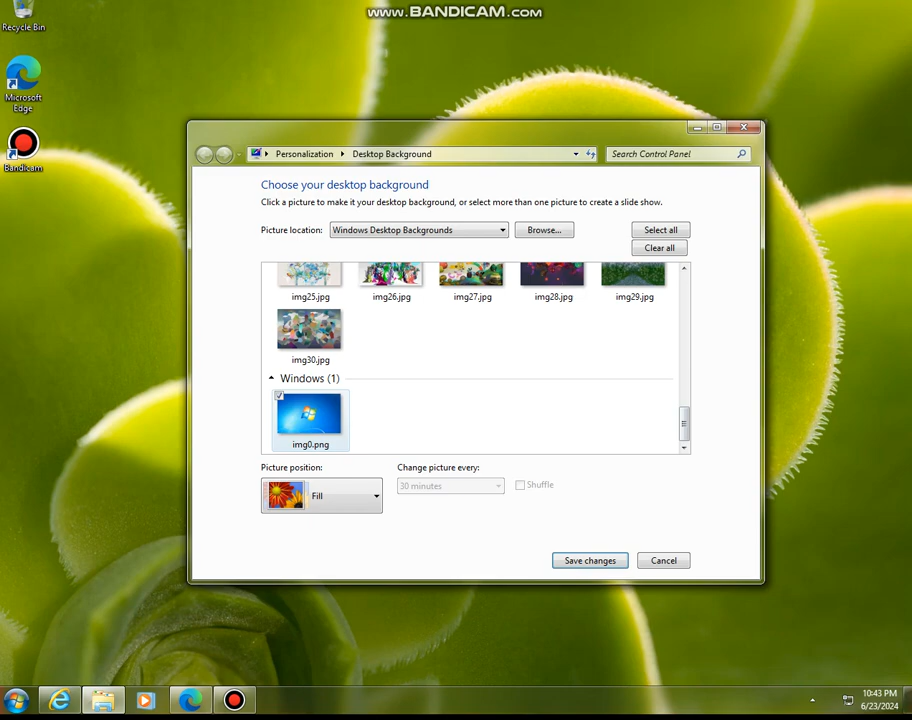 www.BANDICAM.com
Recycle Bin
Microsoft
Edge
Bandicam
Personalization
Desktop Background
Search Control Panel
Choose your desktop background
Click a picture to make it your desktop background, or select more than one picture to create a slide show.
Picture location:
Windows Desktop Backgrounds
Browse...
Select all
Clear all
img25.jpg
img26.jpg
img27.jpg
img28.jpg
img29.jpg
img30.jpg
Windows (1)
img0.png
Picture position:
Change picture every:
Fill
30 minutes
Shuffle
Save changes
Cancel
10:43 PM
6/23/2024